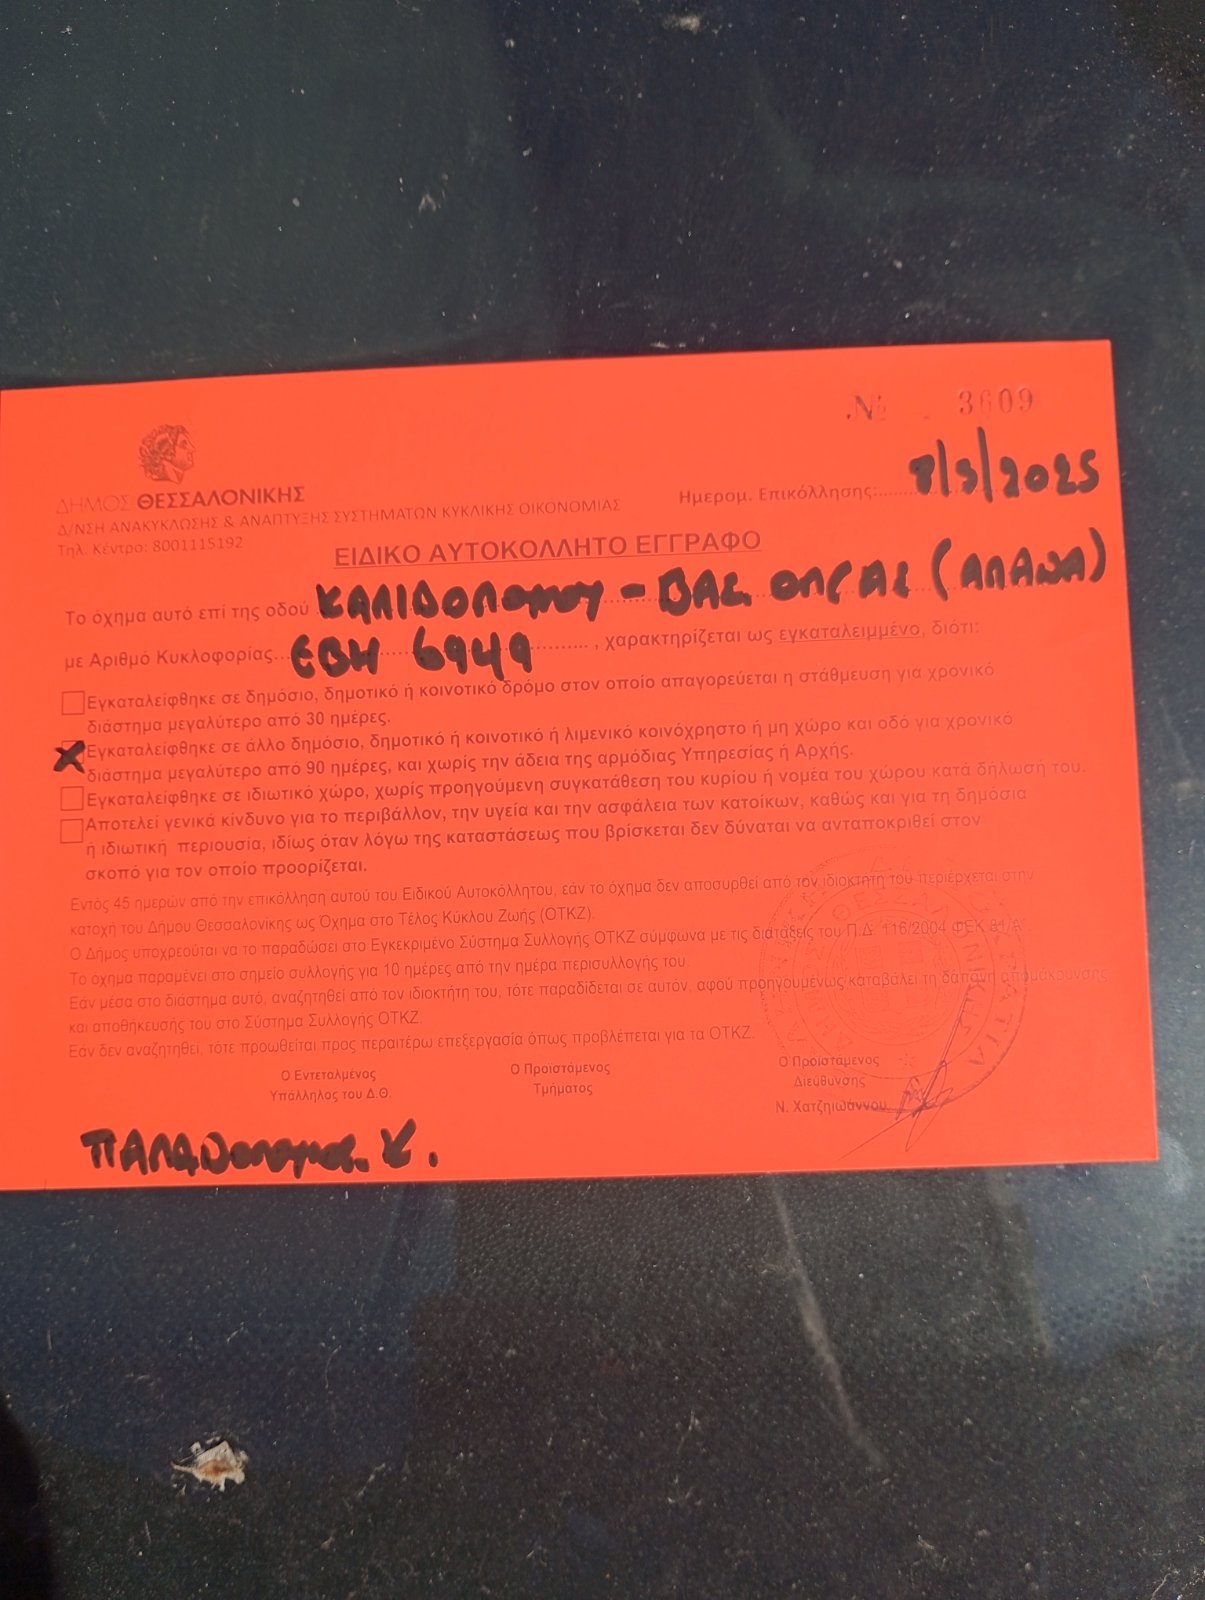 № 3609
ΔΗΜΟΣ ΘΕΣΣΑΛΟΝΙΚΗΣ
Δ/ΝΣΗ ΑΝΑΚΥΚΛΩΣΗΣ & ΑΝΑΠΤΥΞΗΣ ΣΥΣΤΗΜΑΤΩΝ ΚΥΚΛΙΚΗΣ ΟΙΚΟΝΟΜΙΑΣ
Τηλ. Κέντρο: 8001115192
Ημερομ. Επικόλλησης:
ΕΙΔΙΚΟ ΑΥΤΟΚΟΛΛΗΤΟ ΕΓΓΡΑΦΟ
Το όχημα αυτό επί της οδού - ΒΑΣ. ΟΛΓΑΣ (ΑΛΑΝΑ)
με Αριθμό Κυκλοφορίας ΕΒΗ 6949 , χαρακτηρίζεται ως εγκαταλειμμένο, διότι:
Εγκαταλείφθηκε σε δημόσιο, δημοτικό ή κοινοτικό δρόμο στον οποίο απαγορεύεται η στάθμευση για χρονικό
διάστημα μεγαλύτερο από 30 ημέρες.
Εγκαταλείφθηκε σε άλλο δημόσιο, δημοτικό ή κοινοτικό ή λιμενικό κοινόχρηστο ή μη χώρο και οδό για χρονικό
διάστημα μεγαλύτερο από 90 ημέρες, και χωρίς την άδεια της αρμόδιας Υπηρεσίας ή Αρχής.
Εγκαταλείφθηκε σε ιδιωτικό χώρο, χωρίς προηγούμενη συγκατάθεση του κυρίου ή νομέα του χώρου κατά δήλωσή του.
Αποτελεί γενικά κίνδυνο για το περιβάλλον, την υγεία και την ασφάλεια των κατοίκων, καθώς και για τη δημόσια
ή ιδιωτική περιουσία, ιδίως όταν λόγω της καταστάσεως που βρίσκεται δεν δύναται να ανταποκριθεί στον
σκοπό για τον οποίο προορίζεται.
Εντός 45 ημερών από την επικόλληση αυτού του Ειδικού Αυτοκόλλητου, εάν το όχημα δεν αποσυρθεί από τον ιδιοκτήτη του περιέρχεται στην
κατοχή του Δήμου Θεσσαλονίκης ως Όχημα στο Τέλος Κύκλου Ζωής (ΟΤΚΖ).
Ο Δήμος υποχρεούται να το παραδώσει στο Εγκεκριμένο Σύστημα Συλλογής ΟΤΚΖ σύμφωνα με τις διατάξεις του Π.Δ. 116/2004 ΦΕΚ 81/Α΄.
Το όχημα παραμένει στο σημείο συλλογής για 10 ημέρες από την ημέρα περισυλλογής του.
Εάν μέσα στο διάστημα αυτό, αναζητηθεί από τον ιδιοκτήτη του, τότε παραδίδεται σε αυτόν, αφού προηγουμένως καταβάλει τη δαπάνη απομάκρυνσης,
και αποθήκευσής του στο Σύστημα Συλλογής ΟΤΚΖ.
Εάν δεν αναζητηθεί, τότε προωθείται προς περαιτέρω επεξεργασία όπως προβλέπεται για τα ΟΤΚΖ.
Ο Εντεταλμένος
Υπάλληλος του Δ.Θ.
Ο Προϊστάμενος
Τμήματος
Ο Προϊστάμενος
Διεύθυνσης
Ν. Χατζηιωάννου